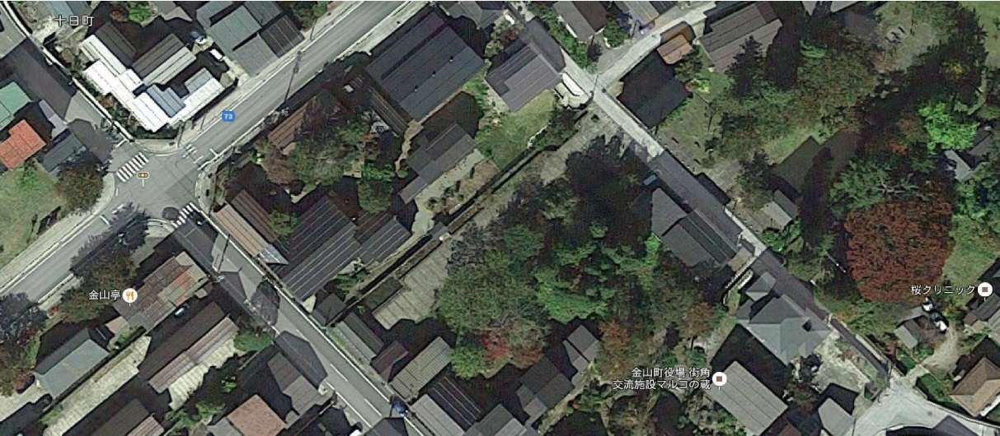 十日町
73
金山亭
桜クリニック
金山町役場 街角
交流施設マルコの蔵